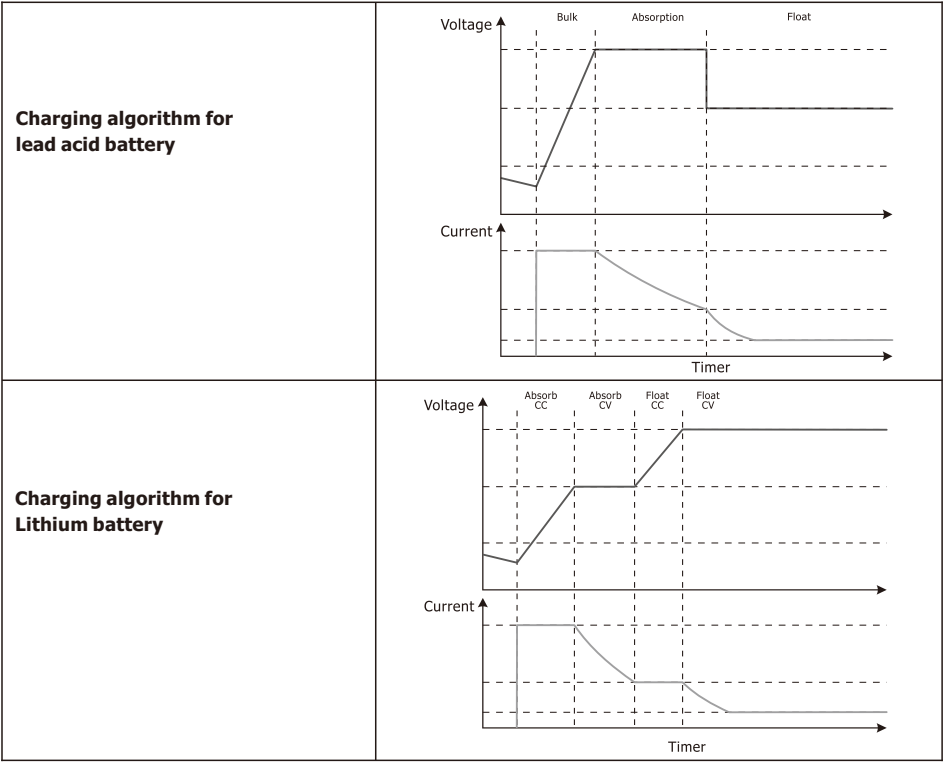 Charging algorithm for
lead acid battery
Voltage
Bulk
Absorption
Float
Current
Timer
Charging algorithm for
Lithium battery
Voltage
Absorb
CC
Absorb
CV
Float
CC
Float
CV
Current
Timer